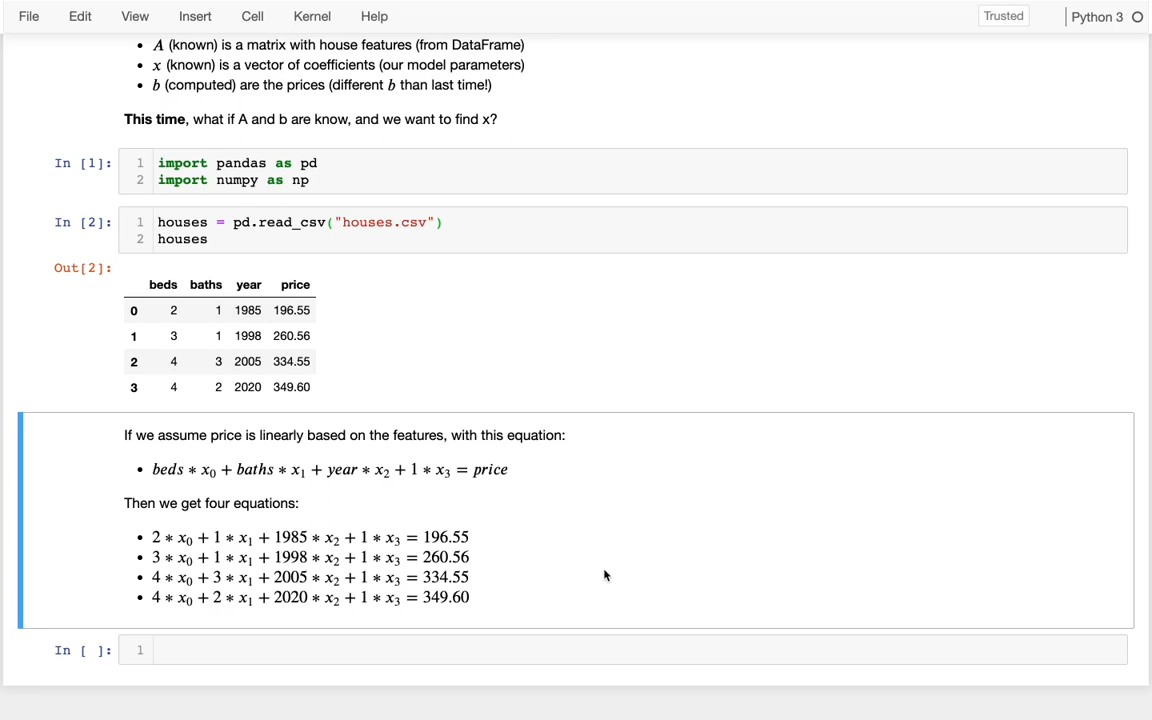 File Edit View Insert Cell Kernel Help Trusted Python 3
• A (known) is a matrix with house features (from DataFrame)
• x (known) is a vector of coefficients (our model parameters)
• b (computed) are the prices (different b than last time!)
This time, what if A and b are know, and we want to find x?
In [1]: 1 import pandas as pd
2 import numpy as np
In [2]: 1 houses = pd.read_csv("houses.csv")
2 houses
Out[2]:
beds baths year price
0 2 1 1985 196.55
1 3 1 1998 260.56
2 4 3 2005 334.55
3 4 2 2020 349.60
If we assume price is linearly based on the features, with this equation:
• beds ∗ x₀ + baths ∗ x₁ + year ∗ x₂ + 1 ∗ x₃ = price
Then we get four equations:
• 2 ∗ x₀ + 1 ∗ x₁ + 1985 ∗ x₂ + 1 ∗ x₃ = 196.55
• 3 ∗ x₀ + 1 ∗ x₁ + 1998 ∗ x₂ + 1 ∗ x₃ = 260.56
• 4 ∗ x₀ + 3 ∗ x₁ + 2005 ∗ x₂ + 1 ∗ x₃ = 334.55
• 4 ∗ x₀ + 2 ∗ x₁ + 2020 ∗ x₂ + 1 ∗ x₃ = 349.60
In [ ]: 1